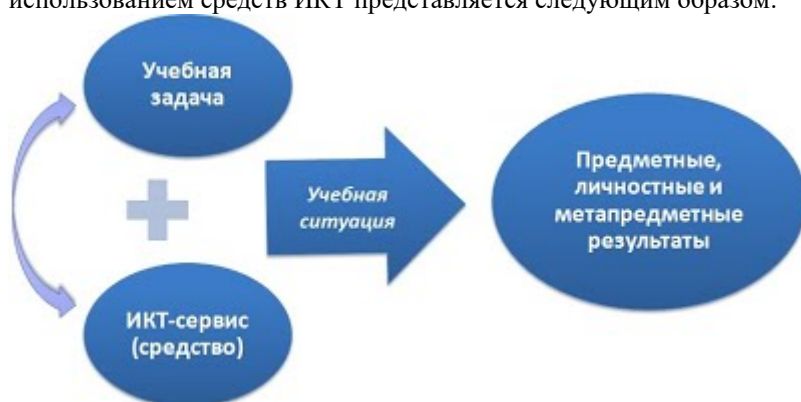 использованием средств ИКТ представляется следующим образом:
Учебная
задача
Учебная
ситуация
ИКТ-сервис
(средство)
Предметные,
личностные и
метапредметные
результаты